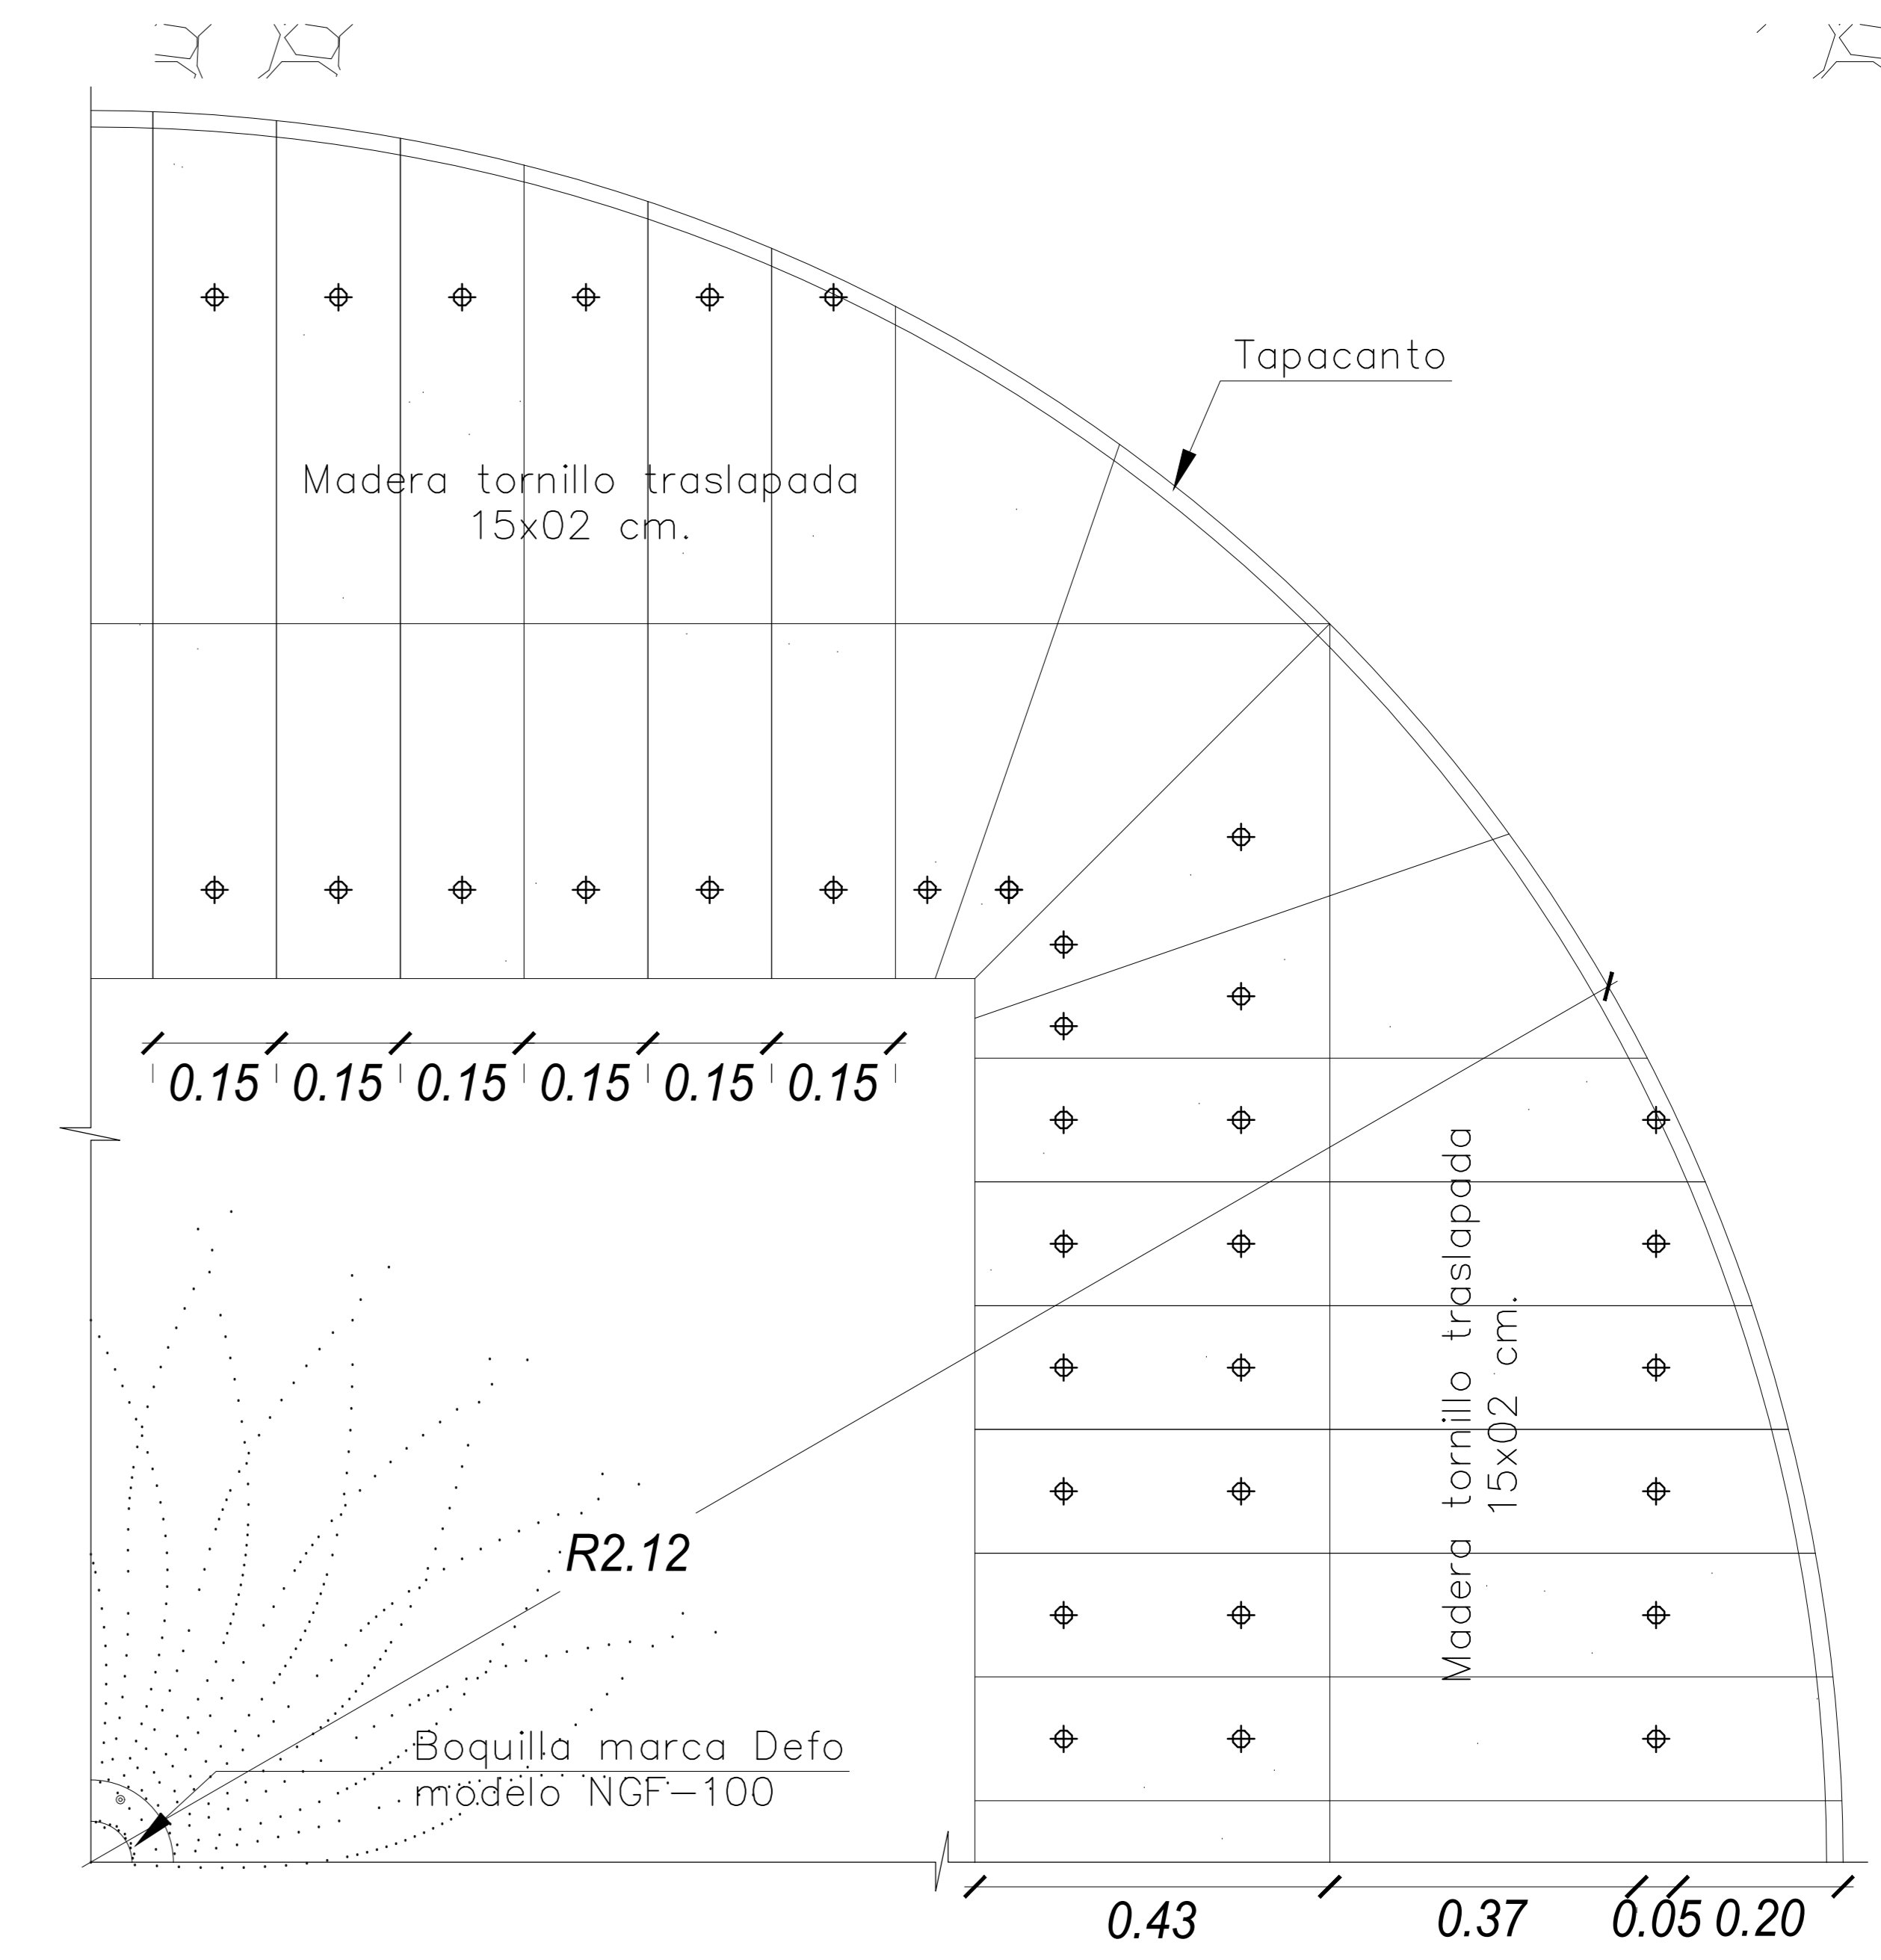 Tapacanto
Madera tornillo traslapada
15x02 cm.
0.15 0.15 0.15 0.15 0.15 0.15
Madera tornillo traslapada
15x02 cm.
R2.12
Boquilla marca Defo
modelo NGF-100
0.43 0.37 0.05 0.20